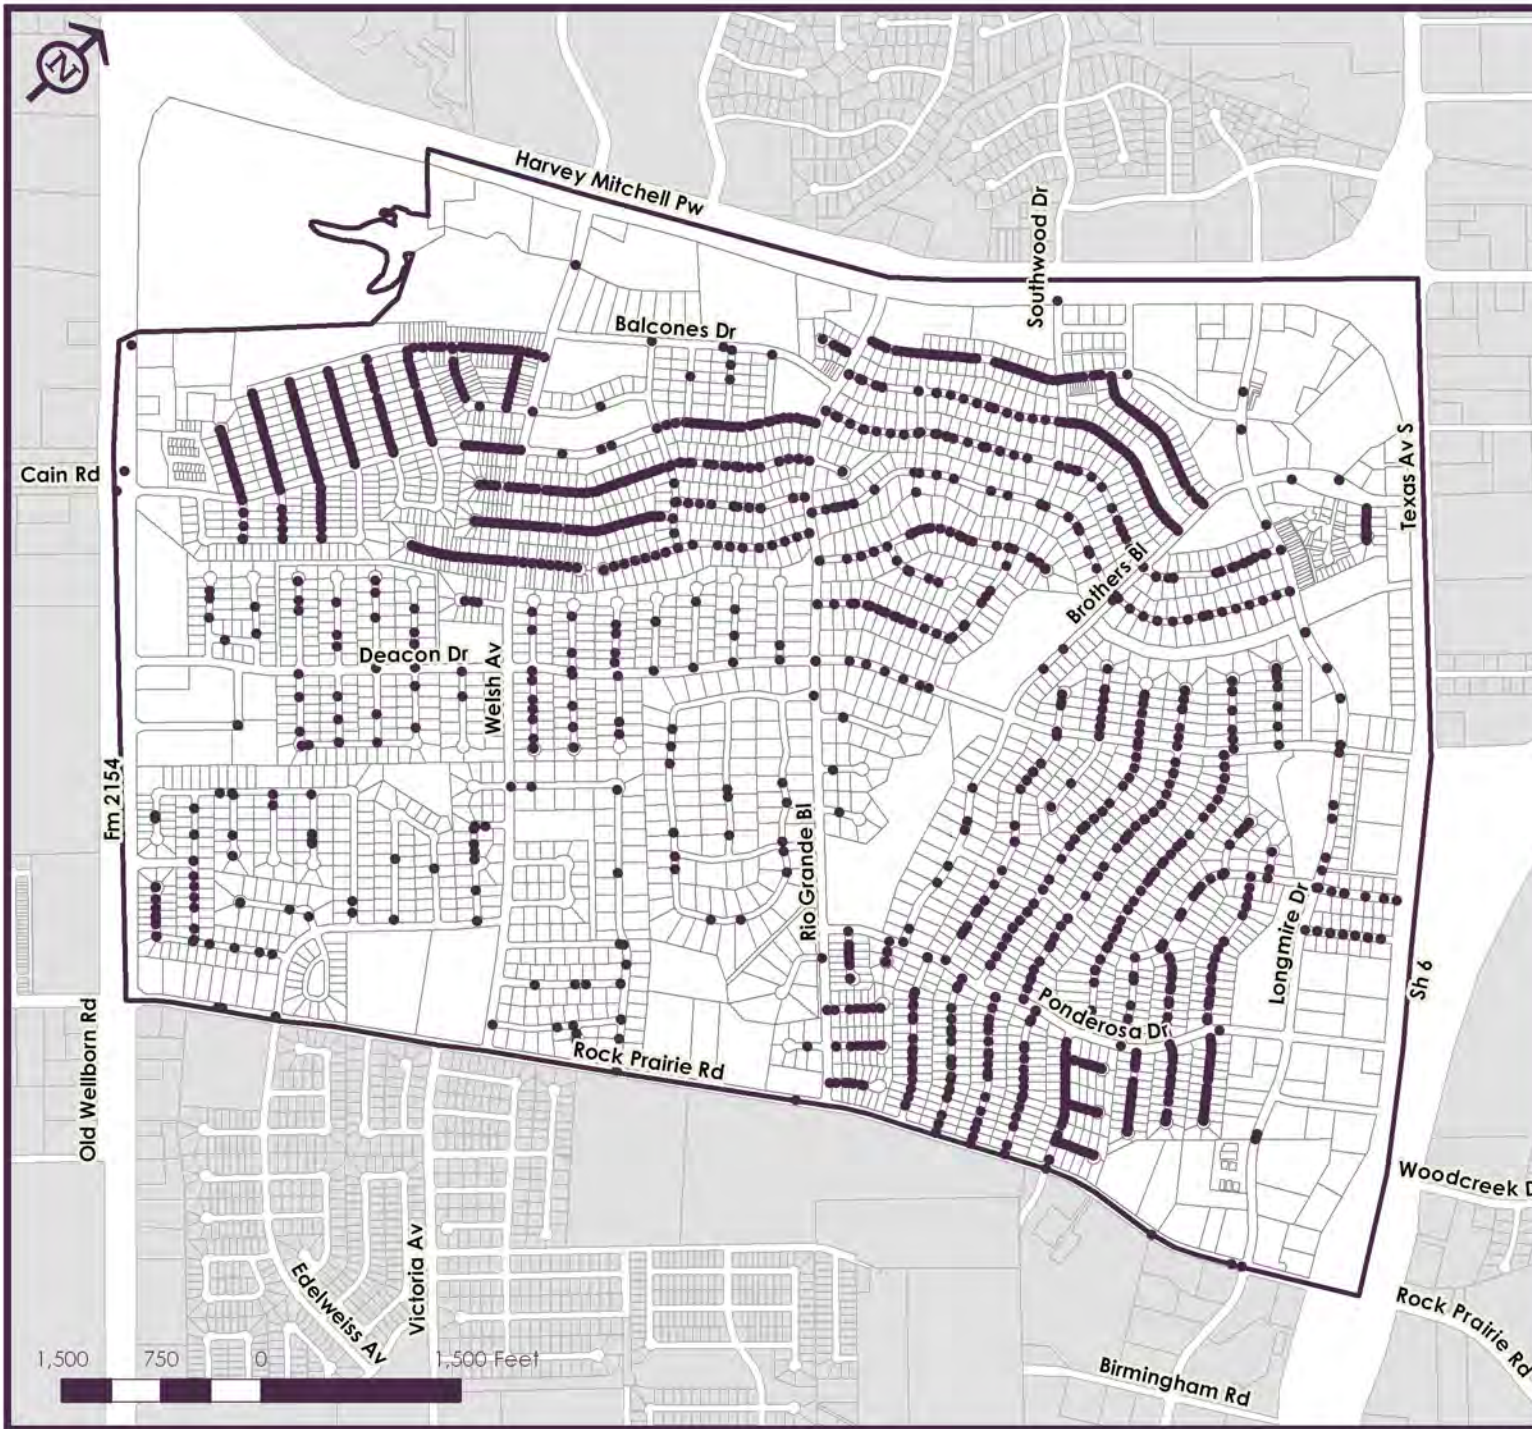 N
Harvey Mitchell Pw
Southwood Dr
Balcones Dr
Cain Rd
Texas Av S
Brothers Bl
Deacon Dr
Welsh Av
Fm 2154
Rio Grande Bl
Longmire Dr
Sh 6
Ponderosa Dr
Old Wellborn Rd
Rock Prairie Rd
Woodcreek D
Victoria Av
Edelweiss Av
Rock Prairie Rd
Birmingham Rd
1,500 750 0 1,500 Feet